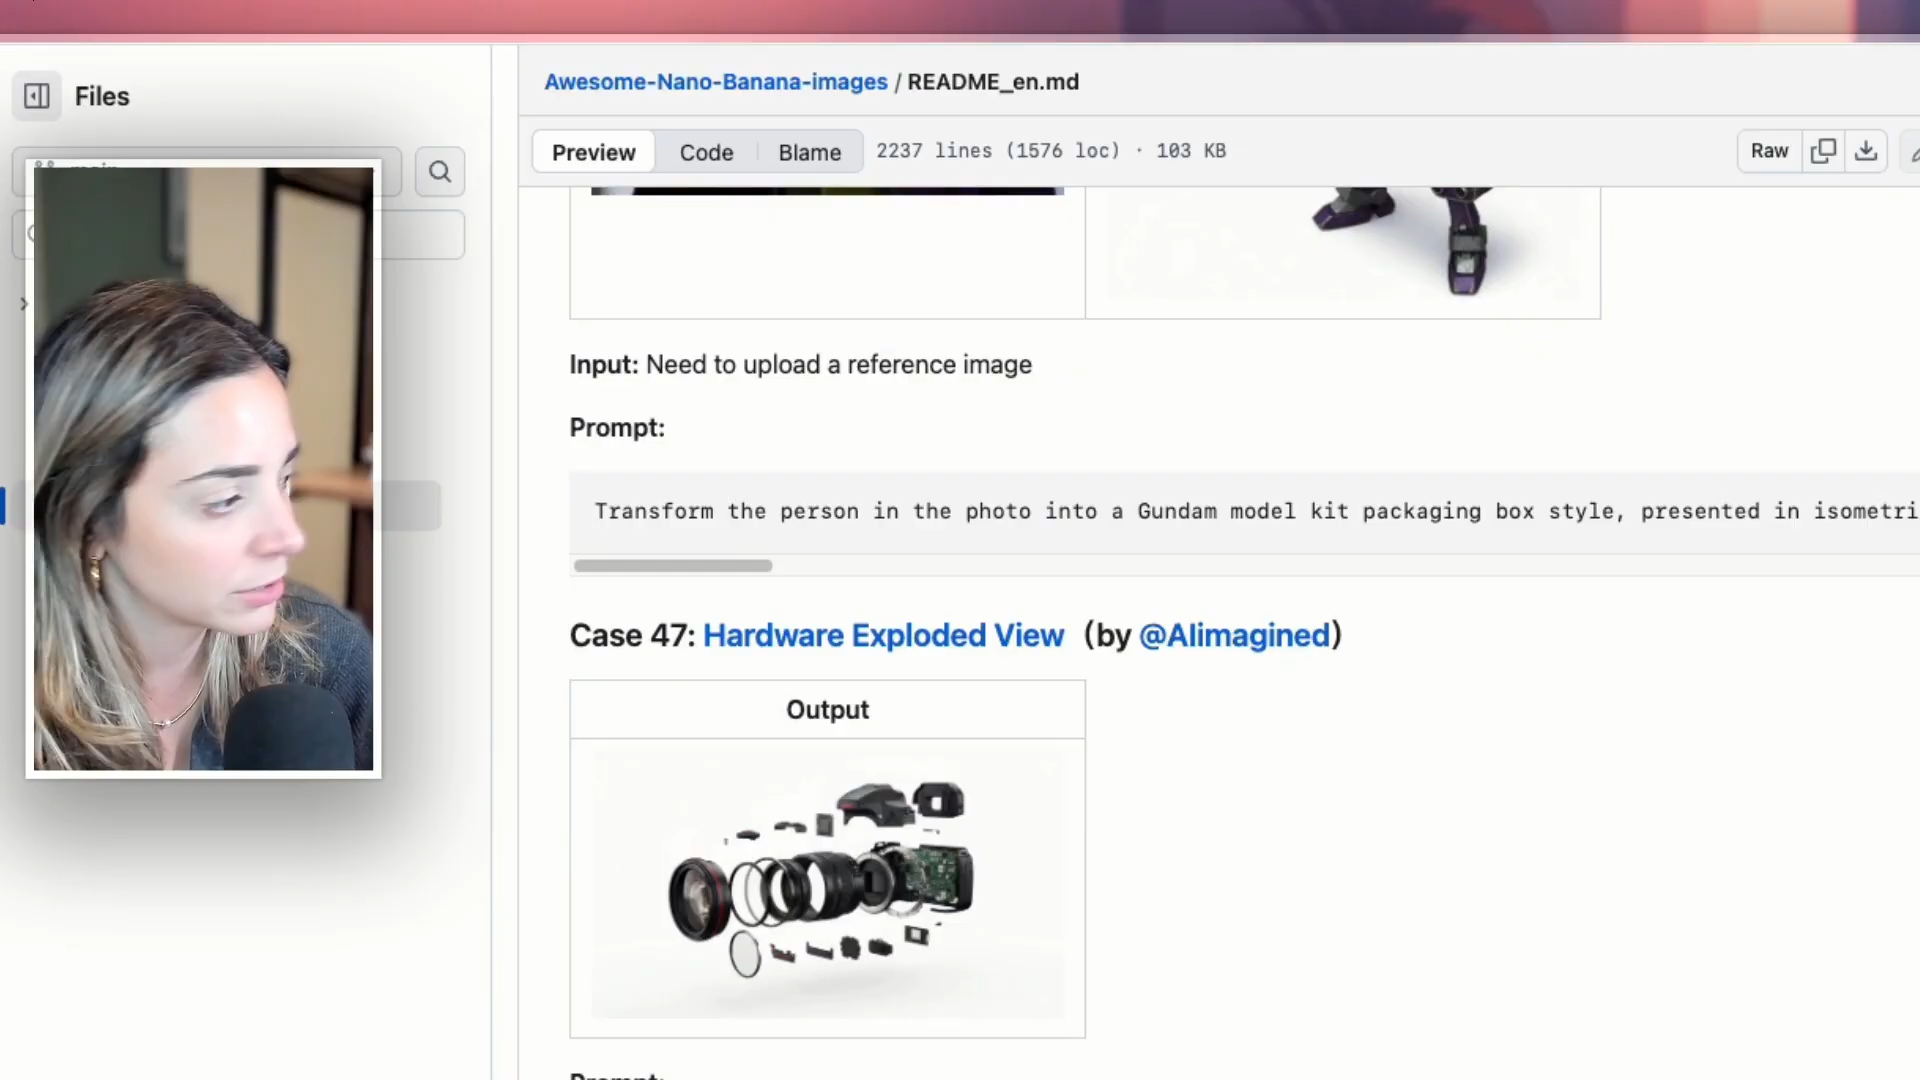 Files
Awesome-Nano-Banana-images / README_en.md
Preview Code Blame 2237 lines (1576 loc) · 103 KB Raw
Input: Need to upload a reference image
Prompt:
Transform the person in the photo into a Gundam model kit packaging box style, presented in isometri
Case 47: Hardware Exploded View (by @AIimagined)
Output
Prompt: